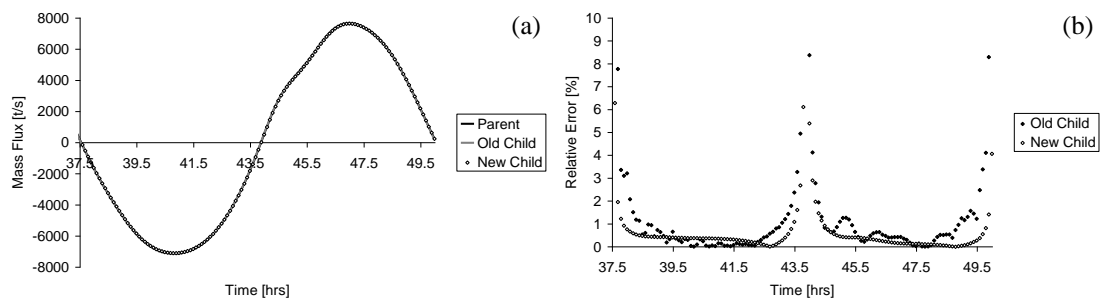 (a)
Mass Flux [t/s]
8000
6000
4000
2000
0
-2000
-4000
-6000
-8000
37.5 39.5 41.5 43.5 45.5 47.5 49.5
Time [hrs]
Parent
Old Child
New Child
(b)
Relative Error [%]
10
9
8
7
6
5
4
3
2
1
0
37.5 39.5 41.5 43.5 45.5 47.5 49.5
Time [hrs]
Old Child
New Child